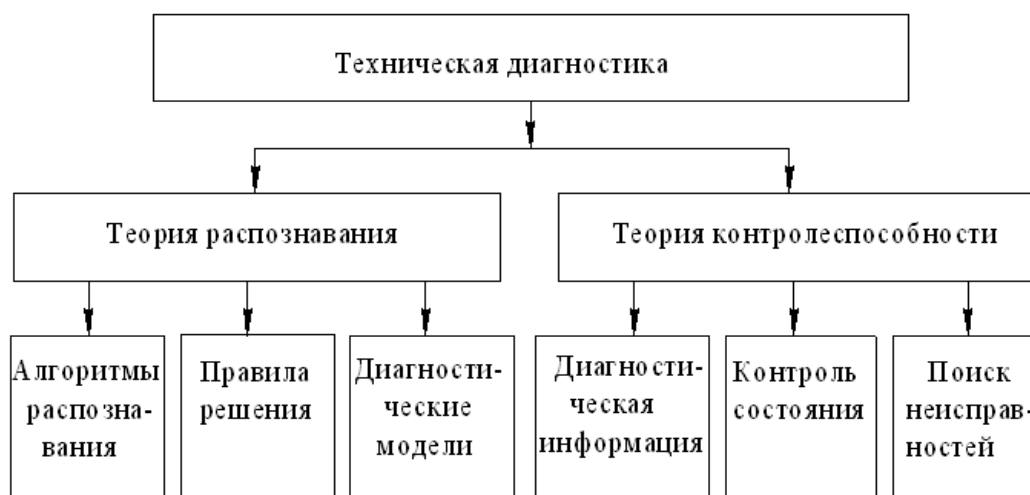 Техническая диагностика
Теория распознавания
Теория контролеспособности
Алгоритмы
распозна-
вания
Правила
решения
Диагности-
ческие
модели
Диагности-
ческая
информация
Контроль
состояния
Поиск
неисправ-
ностей